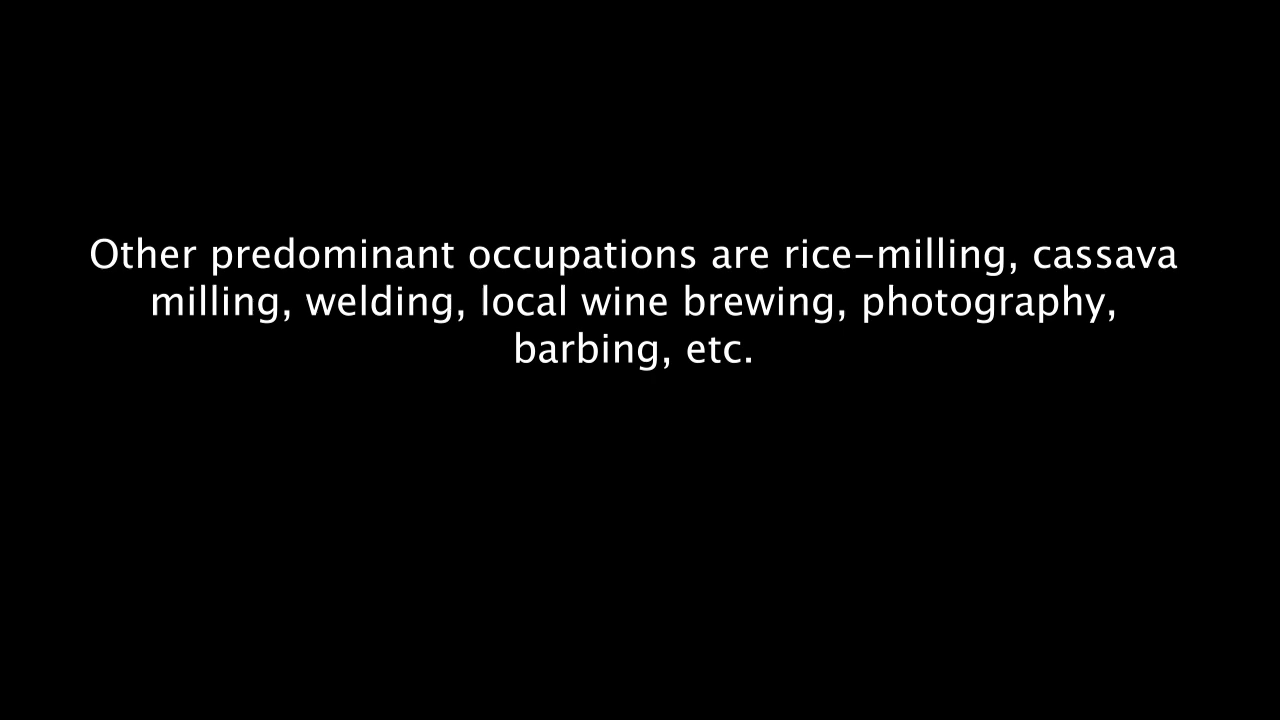 Other predominant occupations are rice-milling, cassava
milling, welding, local wine brewing, photography,
barbing, etc.